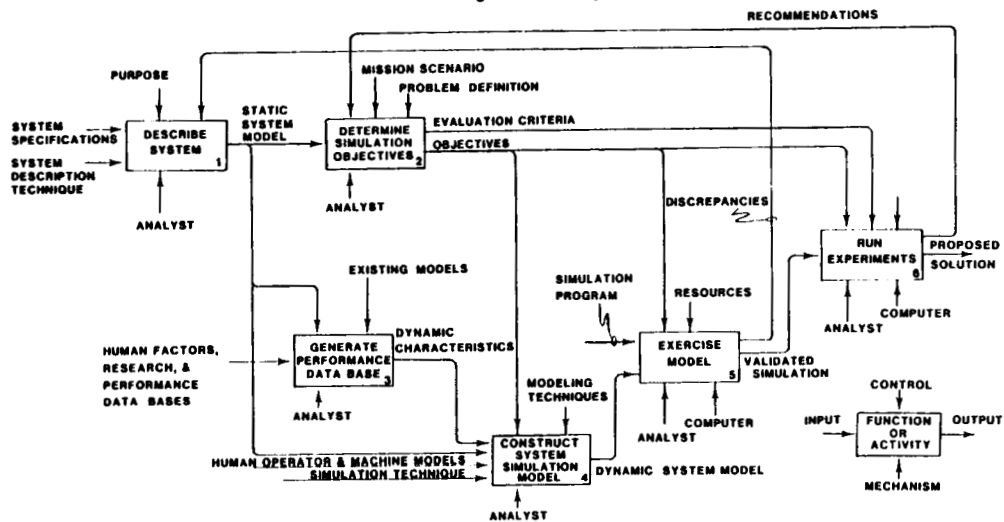 RECOMMENDATIONS
MISSION SCENARIO
PROBLEM DEFINITION
PURPOSE
SYSTEM
SPECIFICATIONS
SYSTEM
DESCRIPTION
TECHNIQUE
DESCRIBE
SYSTEM
1
ANALYST
STATIC
SYSTEM
MODEL
DETERMINE
SIMULATION
OBJECTIVES
2
ANALYST
EVALUATION CRITERIA
OBJECTIVES
DISCREPANCIES
RUN
EXPERIMENTS
6
PROPOSED
SOLUTION
ANALYST
COMPUTER
EXISTING MODELS
HUMAN FACTORS,
RESEARCH, &
PERFORMANCE
DATA BASES
GENERATE
PERFORMANCE
DATA BASE
3
ANALYST
DYNAMIC
CHARACTERISTICS
SIMULATION
PROGRAM
RESOURCES
EXERCISE
MODEL
5
VALIDATED
SIMULATION
ANALYST
COMPUTER
MODELING
TECHNIQUES
HUMAN OPERATOR & MACHINE MODELS
SIMULATION TECHNIQUE
CONSTRUCT
SYSTEM
SIMULATION
MODEL
4
DYNAMIC SYSTEM MODEL
ANALYST
CONTROL
INPUT
FUNCTION
OR
ACTIVITY
OUTPUT
MECHANISM